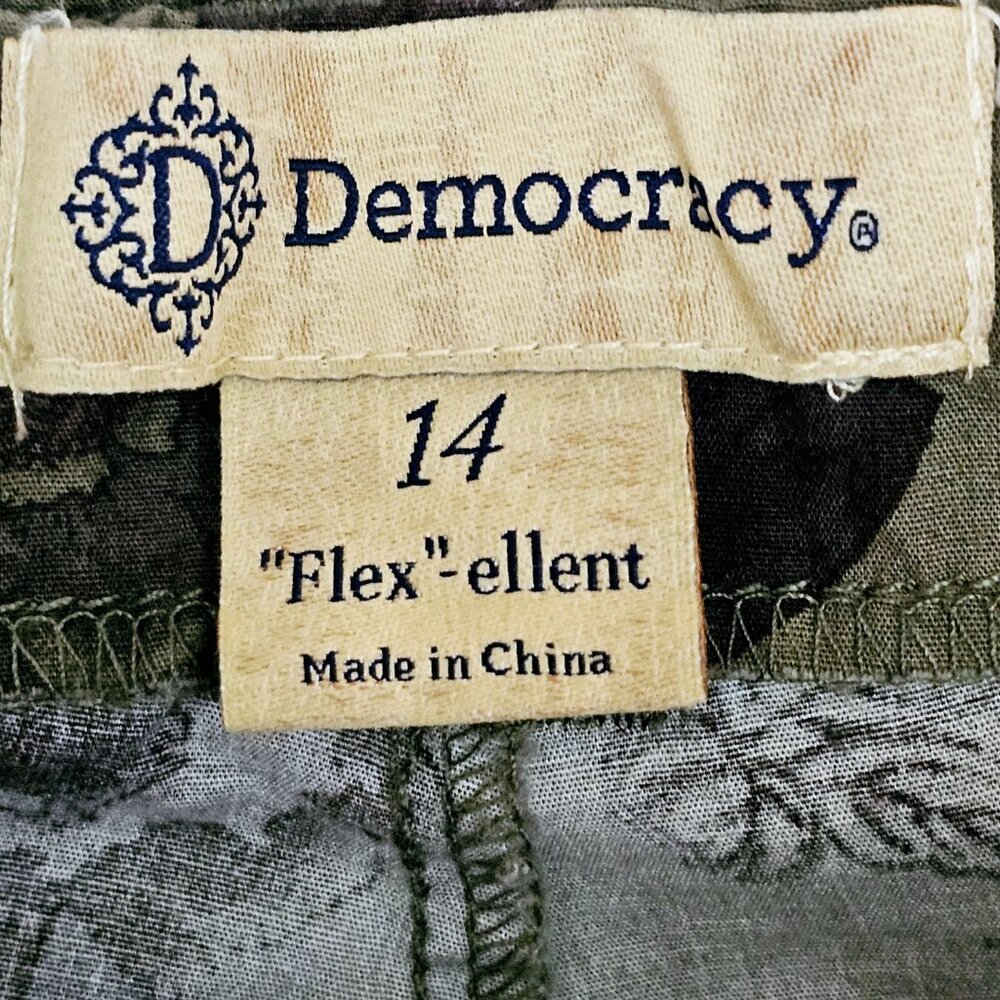 D Democracy®
14
"Flex"-ellent
Made in China